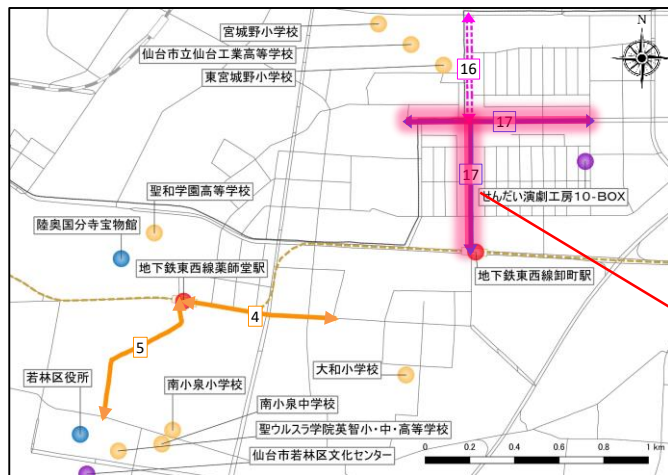 宮城野小学校
仙台市立仙台工業高等学校
東宮城野小学校
N
16
17
17
せんだい演劇工房10-BOX
聖和学園高等学校
陸奥国分寺宝物館
地下鉄東西線薬師堂駅
地下鉄東西線卸町駅
4
5
大和小学校
若林区役所
南小泉小学校
南小泉中学校
聖ウルスラ学院英智小・中・高等学校
仙台市若林区文化センター
0 0.2 0.4 0.6 0.8 1 km